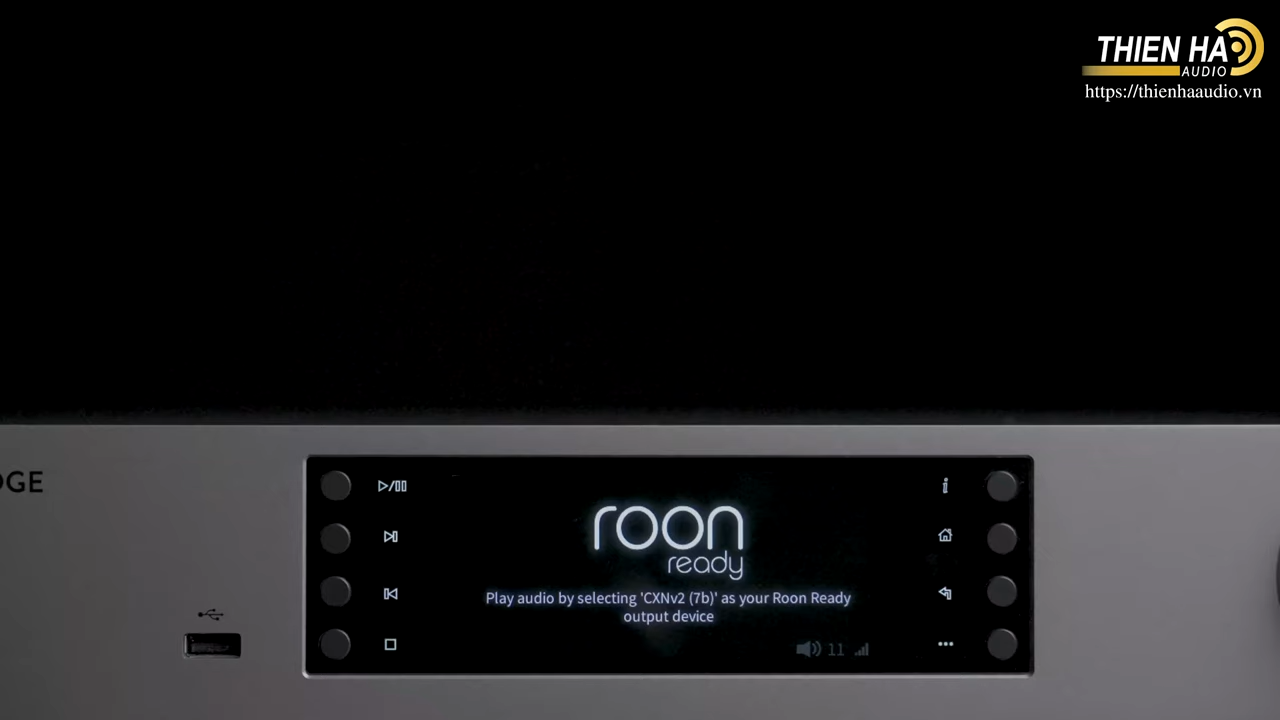 THIEN HA
AUDIO
https://thienhaaudio.vn
DGE
roon
ready
Play audio by selecting 'CXNv2 (7b)' as your Roon Ready
output device
11